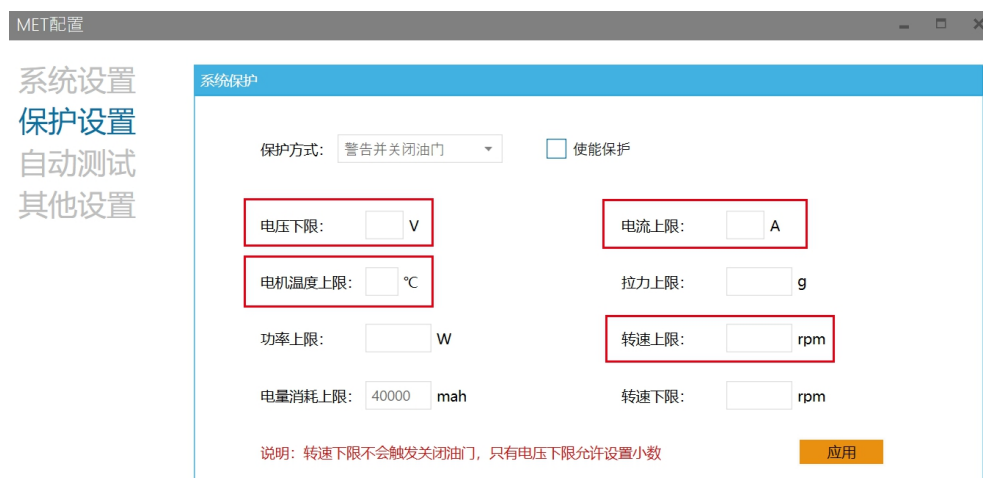 MET配置
系统设置
保护设置
自动测试
其他设置
系统保护
保护方式： 警告并关闭油门 使能保护
电压下限： V 电流上限： A
电机温度上限： ℃ 拉力上限： g
功率上限： W 转速上限： rpm
电量消耗上限： 40000 mah 转速下限： rpm
说明：转速下限不会触发关闭油门，只有电压下限允许设置小数 应用